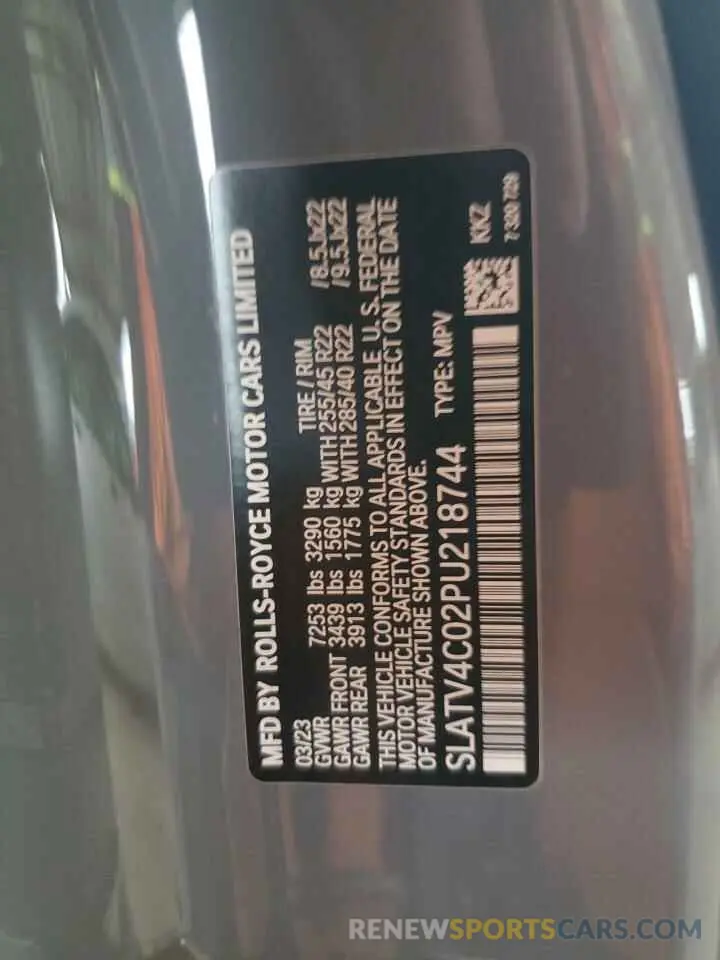 MFD BY ROLLS-ROYCE MOTOR CARS LIMITED
03/23 TIRE / RIM
GVWR 7253 lbs 3290 kg
GAWR FRONT 3439 lbs 1560 kg WITH 255/45 R22 /8.5Jx22
GAWR REAR 3913 lbs 1775 kg WITH 285/40 R22 /9.5Jx22
THIS VEHICLE CONFORMS TO ALL APPLICABLE U. S. FEDERAL
MOTOR VEHICLE SAFETY STANDARDS IN EFFECT ON THE DATE
OF MANUFACTURE SHOWN ABOVE.
SLATV4C02PU218744 TYPE: MPV
KKZ
RENEWSPORTSCARS.COM